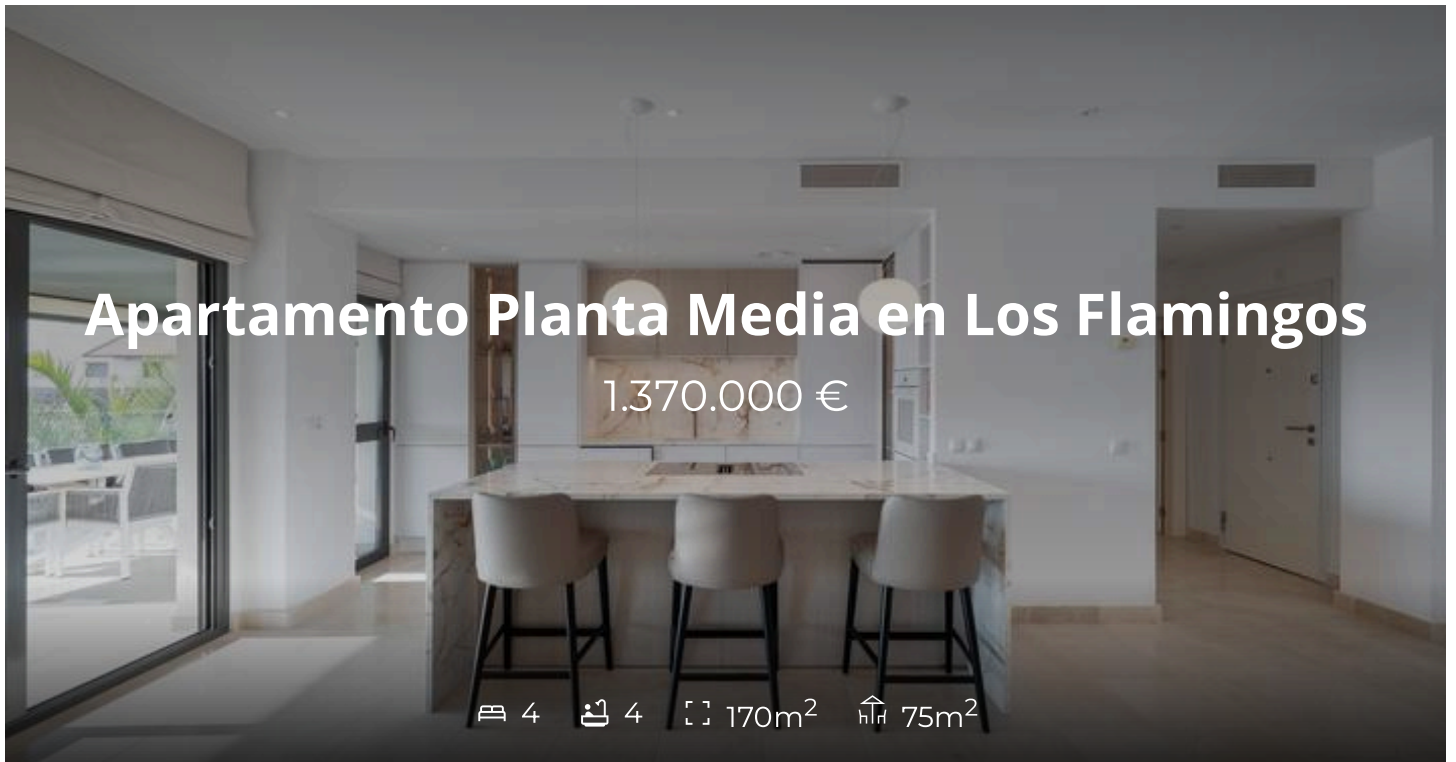 Apartamento Planta Media en Los Flamingos
1.370.000 €
4 4 170m² 75m²